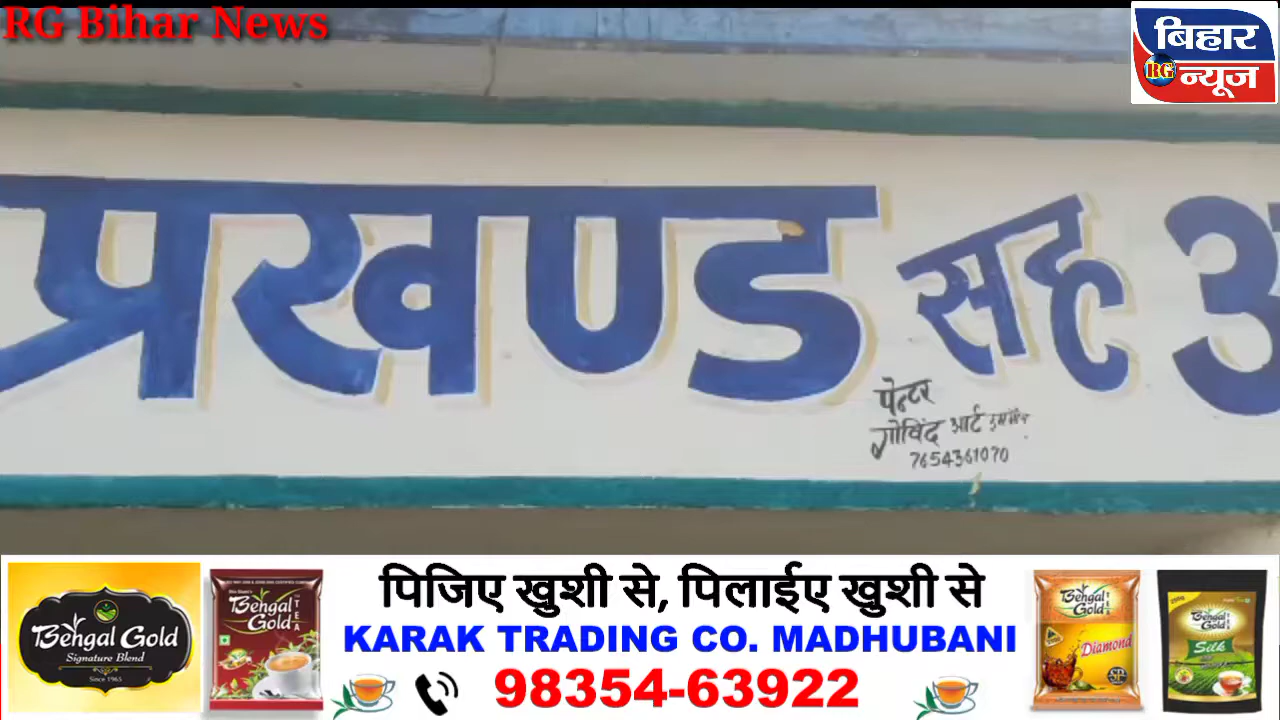 RG Bihar News
बिहार
RG न्यूज
प्रखण्ड सह अ
पेन्टर
गोविंद आर्ट
7654361070
Bengal Gold
Signature Blend
Since 1965
Bengal
Gold
TEA
पिजिए खुशी से, पिलाईए खुशी से
KARAK TRADING CO. MADHUBANI
98354-63922
Bengal
Gold
Diamond
Bengal
Gold
Silk